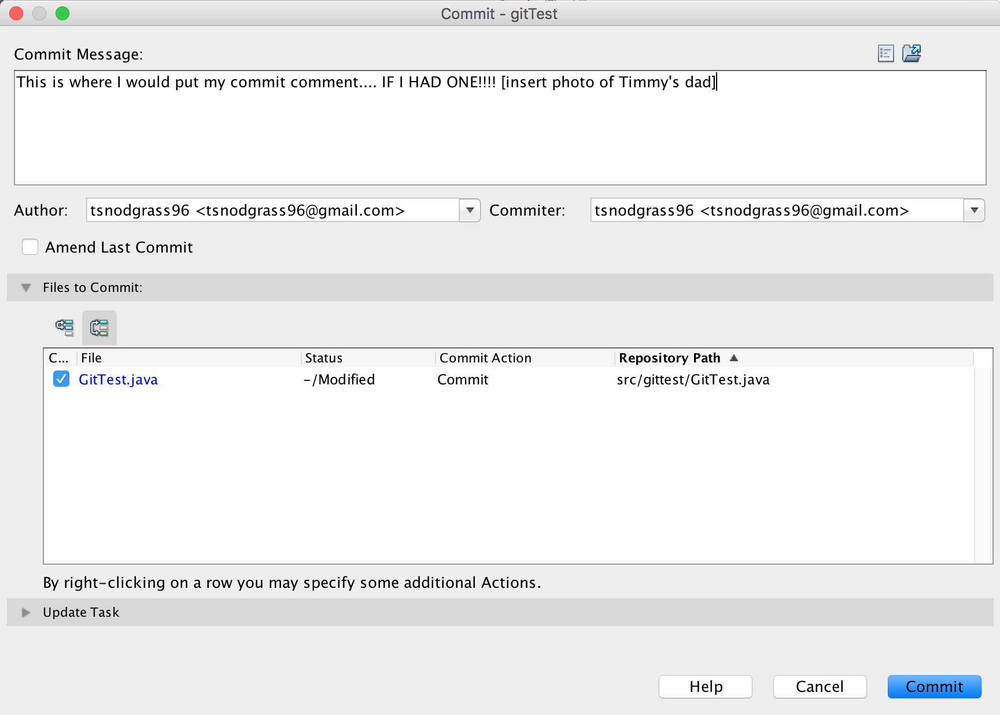 Commit - gitTest
Commit Message:
This is where I would put my commit comment.... IF I HAD ONE!!!! [insert photo of Timmy's dad]
Author: tsnodgrass96 <tsnodgrass96@gmail.com> Commiter: tsnodgrass96 <tsnodgrass96@gmail.com>
Amend Last Commit
Files to Commit:
C... File Status Commit Action Repository Path
GitTest.java -/Modified Commit src/gittest/GitTest.java
By right-clicking on a row you may specify some additional Actions.
Update Task
Help Cancel Commit